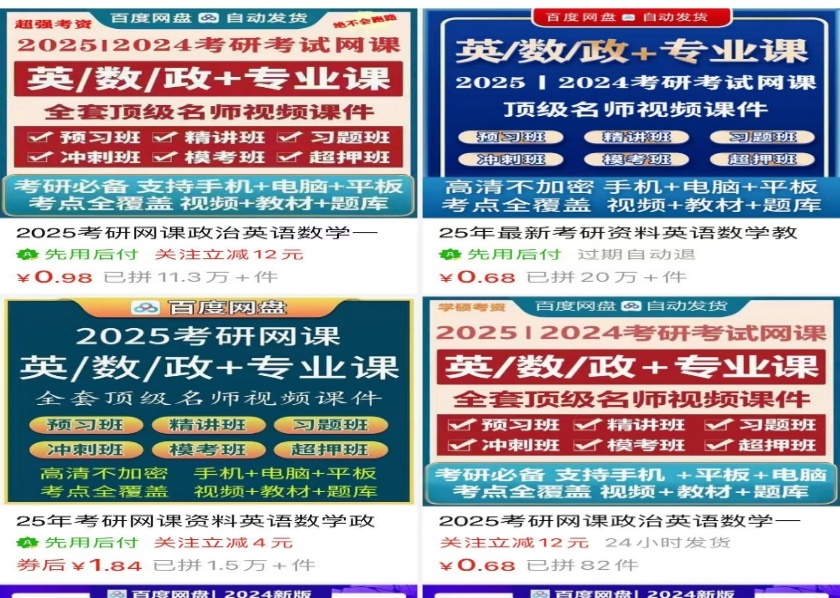 超强考资
百度网盘 自动发货
绝不会跑路
2025|2024考研考试网课
英/数/政+专业课
全套顶级名师视频课件
预习班 精讲班 习题班
冲刺班 模考班 超押班
考研必备 支持手机+电脑+平板
考点全覆盖 视频+教材+题库
2025考研网课政治英语数学一
先用后付 关注立减12元
¥0.98 已拼11.3万+件
百度网盘 自动发货
英/数/政+专业课
2025 | 2024考研考试网课
顶级名师视频课件
预习班 精讲班 习题班
冲刺班 模考班 超押班
高清不加密 手机+电脑+平板
考点全覆盖 视频+教材+题库
25年最新考研资料英语数学教
先用后付 过期自动退
¥0.68 已拼20万+件
百度网盘
2025考研网课
英/数/政+专业课
全套顶级名师视频课件
预习班 精讲班 习题班
冲刺班 模考班 超押班
高清不加密 手机+电脑+平板
考点全覆盖 视频+教材+题库
25年考研网课资料英语数学政
先用后付 关注立减4元
券后¥1.84 已拼1.5万+件
学硕考资
百度网盘 自动发货
2025|2024考研考试网课
英/数/政+专业课
全套顶级名师视频课件
预习班 精讲班 习题班
冲刺班 模考班 超押班
考研必备 支持手机+平板+电脑
考点全覆盖 视频+教材+题库
2025考研网课政治英语数学一
关注立减12元 24小时发货
¥0.68 已拼82件
百度网盘| 2024新版
百度网盘| 2024新版